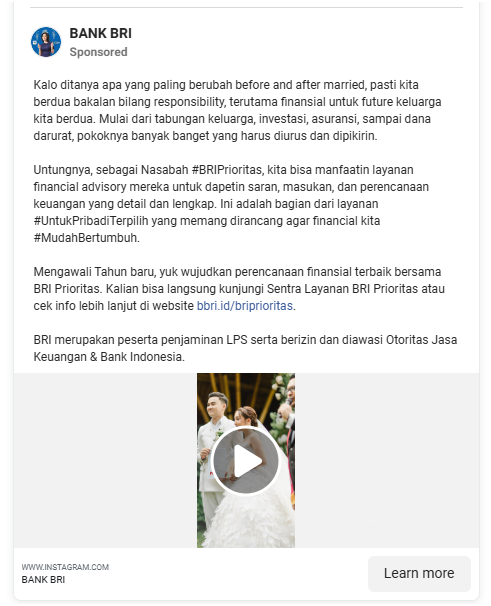 BANK BRI
Sponsored
Kalo ditanya apa yang paling berubah before and after married, pasti kita
berdua bakalan bilang responsibility, terutama finansial untuk future keluarga
kita berdua. Mulai dari tabungan keluarga, investasi, asuransi, sampai dana
darurat, pokoknya banyak banget yang harus diurus dan dipikirin.
Untungnya, sebagai Nasabah #BRIPrioritas, kita bisa manfaatin layanan
financial advisory mereka untuk dapetin saran, masukan, dan perencanaan
keuangan yang detail dan lengkap. Ini adalah bagian dari layanan
#UntukPribadiTerpilih yang memang dirancang agar financial kita
#MudahBertumbuh.
Mengawali Tahun baru, yuk wujudkan perencanaan finansial terbaik bersama
BRI Prioritas. Kalian bisa langsung kunjungi Sentra Layanan BRI Prioritas atau
cek info lebih lanjut di website bbri.id/briprioritas.
BRI merupakan peserta penjaminan LPS serta berizin dan diawasi Otoritas Jasa
Keuangan & Bank Indonesia.
WWW.INSTAGRAM.COM
BANK BRI
Learn more